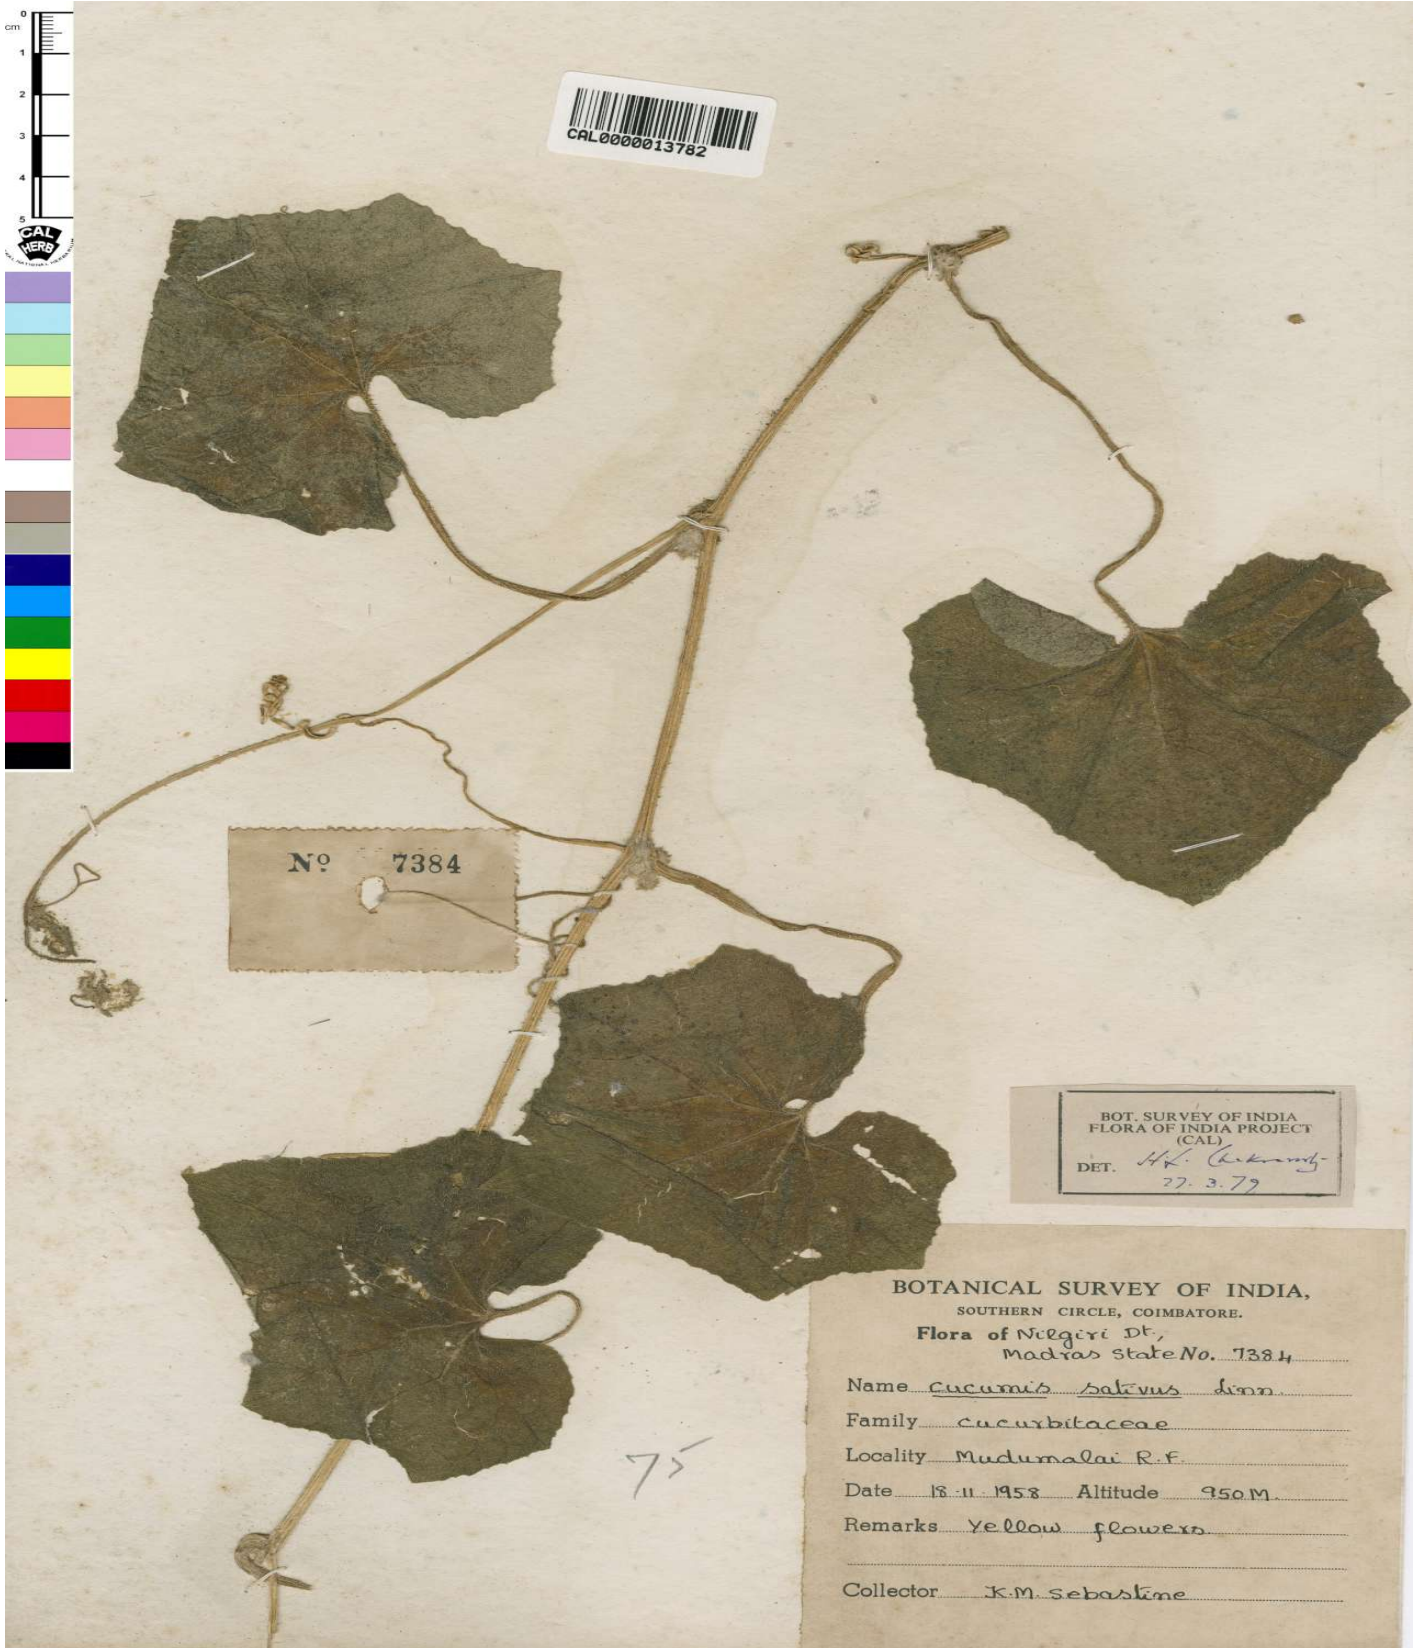 0
cm
1
2
3
4
5
CAL
HERB
CAL0000013782
Nº 7384
BOT. SURVEY OF INDIA
FLORA OF INDIA PROJECT
(CAL)
DET. H.L. Chakravarty
27. 3. 79
BOTANICAL SURVEY OF INDIA,
SOUTHERN CIRCLE, COIMBATORE.
Flora of Nilgiri Dt.,
Madras State No. 7384
Name cucumis sativus Linn.
Family cucurbitaceae
Locality Mudumalai R.F.
Date 18-11-1958 Altitude 950M.
Remarks Yellow flowers
Collector K.M. Sebastine
75